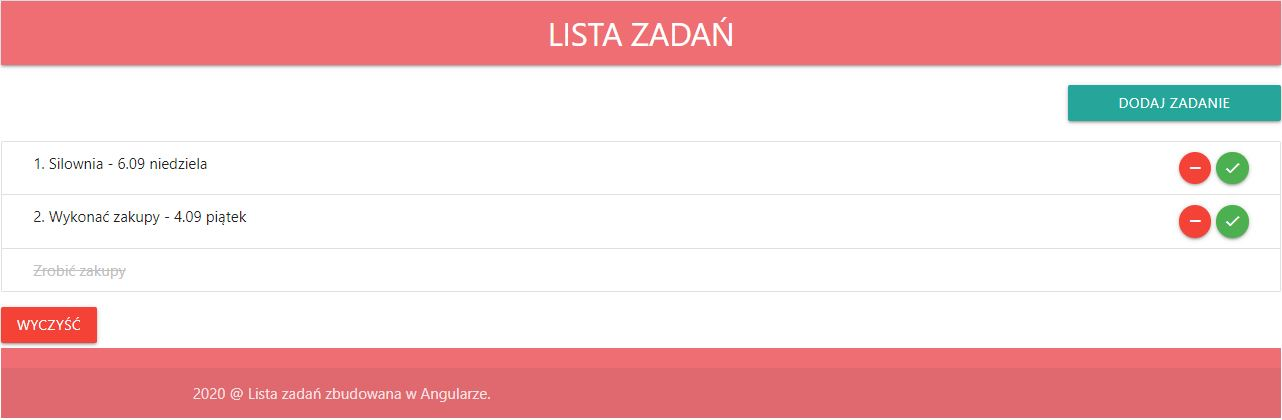 LISTA ZADAŃ
DODAJ ZADANIE
1. Silownia - 6.09 niedziela
2. Wykonać zakupy - 4.09 piątek
Zrobić zakupy
WYCZYŚĆ
2020 @ Lista zadań zbudowana w Angularze.